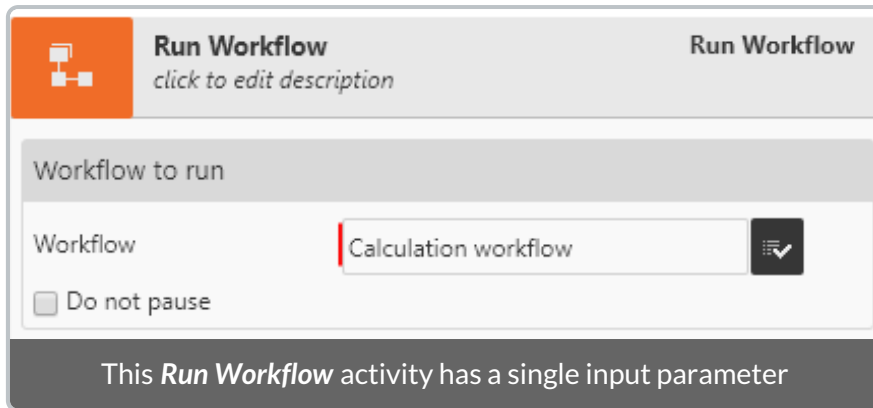 Run Workflow
Run Workflow
click to edit description
Workflow to run
Workflow
Calculation workflow
Do not pause
This Run Workflow activity has a single input parameter